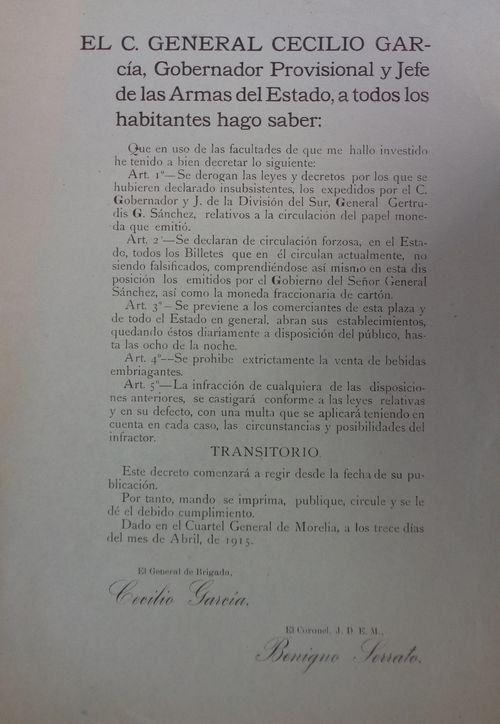 EL C. GENERAL CECILIO GAR-
cía, Gobernador Provisional y Jefe
de las Armas del Estado, a todos los
habitantes hago saber:
Que en uso de las facultades de que me hallo investido
he tenido a bien decretar lo siguiente:
Art. 1°—Se derogan las leyes y decretos por los que se
hubieren declarado insubsistentes, los expedidos por el C.
Gobernador y J. de la División del Sur, General Gertru-
dis G. Sánchez, relativos a la circulación del papel mone-
da que emitió.
Art. 2°—Se declaran de circulación forzosa, en el Esta-
do, todos los Billetes que en él circulan actualmente, no
siendo falsificados, comprendiéndose así mismo en esta dis
posición los emitidos por el Gobierno del Señor General
Sánchez, así como la moneda fraccionaria de cartón.
Art. 3°—Se previene a los comerciantes de esta plaza y
de todo el Estado en general, abran sus establecimientos,
quedando éstos diariamente a disposición del público, has-
ta las ocho de la noche.
Art. 4°—Se prohibe extrictamente la venta de bebidas
embriagantes.
Art. 5°—La infracción de cualquiera de las disposicio-
nes anteriores, se castigará conforme a las leyes relativas
y en su defecto, con una multa que se aplicará teniendo en
cuenta en cada caso, las circunstancias y posibilidades del
infractor.
TRANSITORIO.
Este decreto comenzará a regir desde la fecha de su pu-
blicación.
Por tanto, mando se imprima, publique, circule y se le
dé el debido cumplimiento.
Dado en el Cuartel General de Morelia, a los trece días
del mes de Abril, de 1915.
El General de Brigada,
Cecilio García.
El Coronel, J. D. E. M.,
Benigno Serrato.